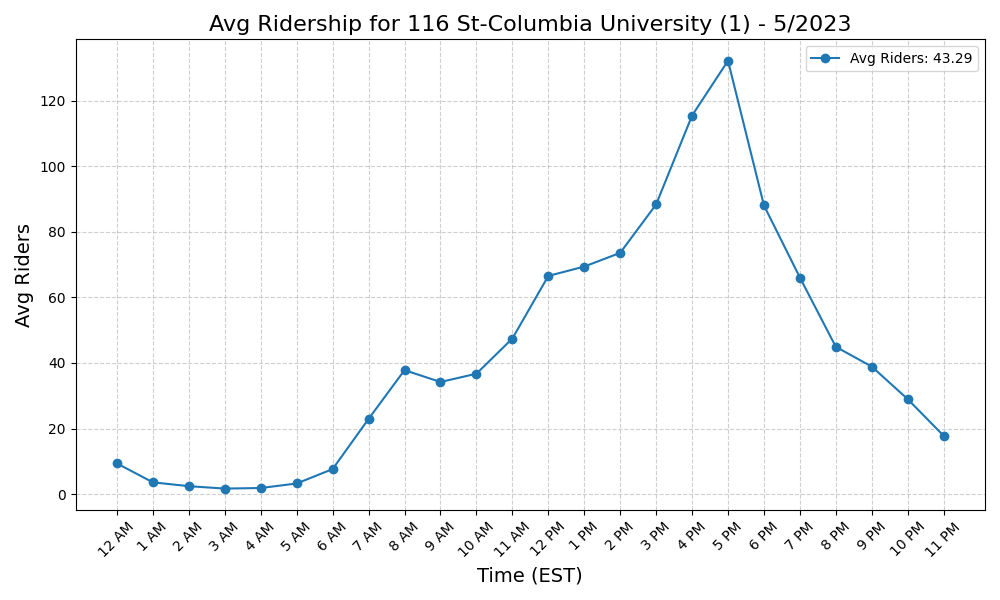 Avg Ridership for 116 St-Columbia University (1) - 5/2023
Avg Riders: 43.29
Avg Riders
120
100
80
60
40
20
0
12 AM
1 AM
2 AM
3 AM
4 AM
5 AM
6 AM
7 AM
8 AM
9 AM
10 AM
11 AM
12 PM
1 PM
2 PM
3 PM
4 PM
5 PM
6 PM
7 PM
8 PM
9 PM
10 PM
11 PM
Time (EST)